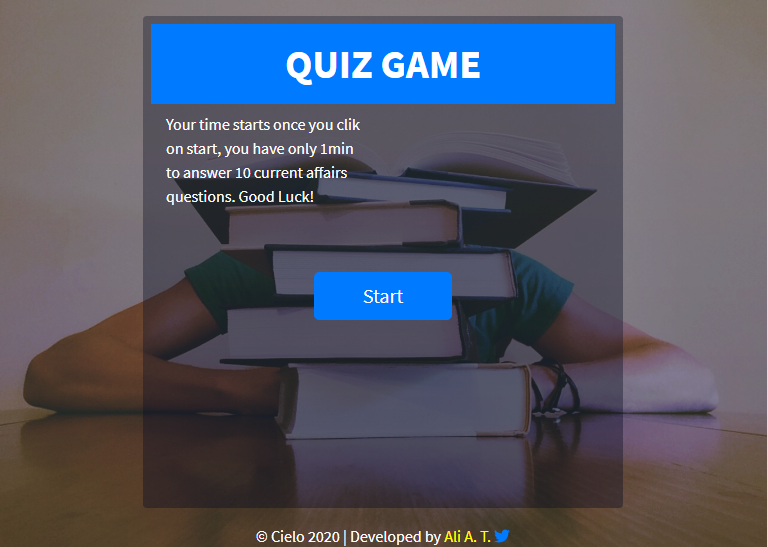 QUIZ GAME
Your time starts once you clik
on start, you have only 1min
to answer 10 current affairs
questions. Good Luck!
Start
© Cielo 2020 | Developed by Ali A. T.